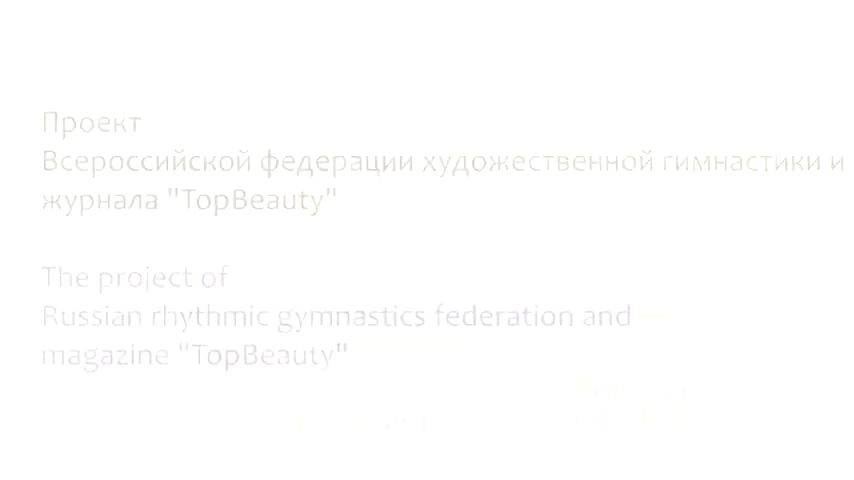 Проект
Всероссийской федерации художественной гимнастики и
журнала "TopBeauty"
The project of
Russian rhythmic gymnastics federation and
magazine "TopBeauty"